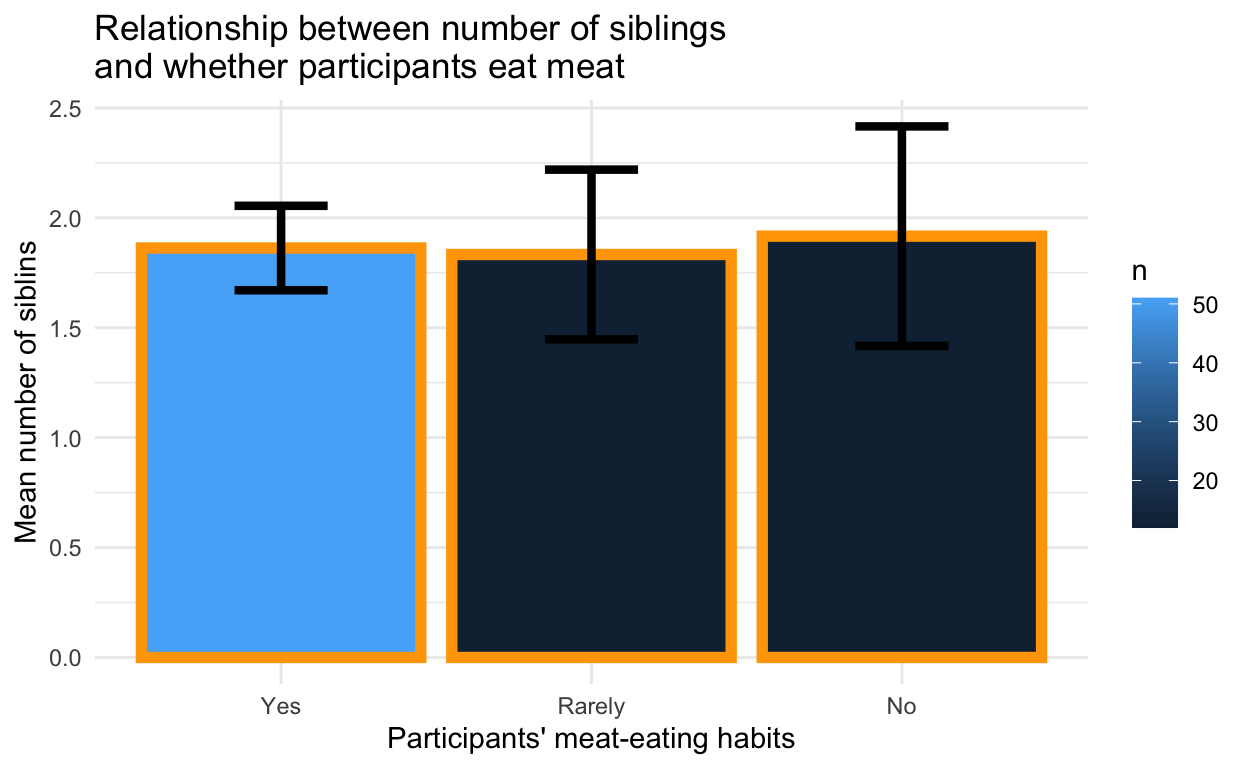 Relationship between number of siblings
and whether participants eat meat
2.5
2.0
1.5
1.0
0.5
0.0
Mean number of siblins
Yes
Rarely
No
Participants' meat-eating habits
n
50
40
30
20